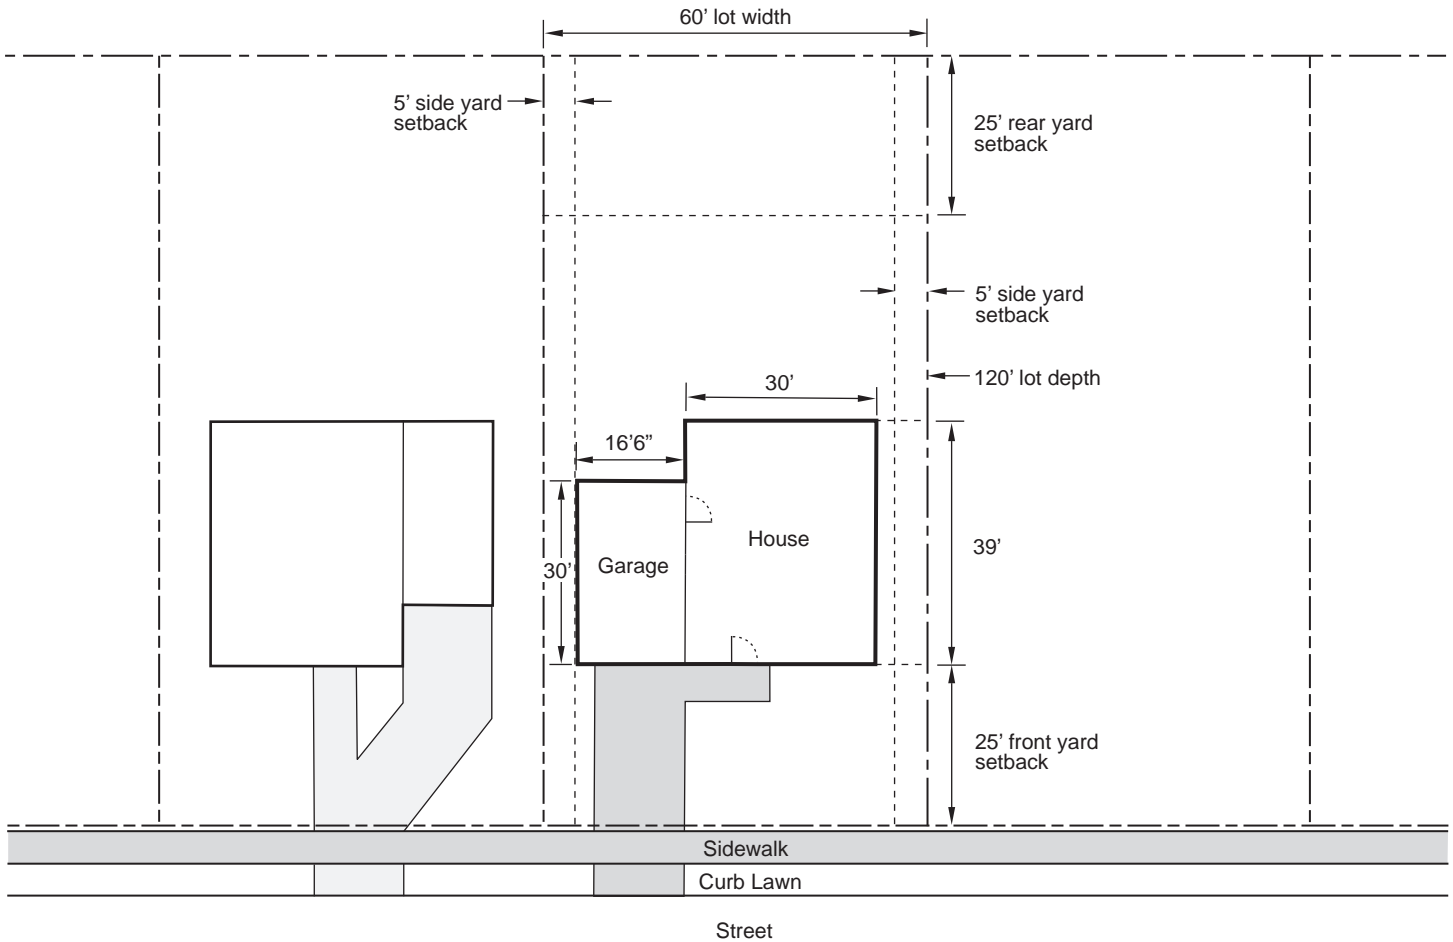 60’ lot width
5’ side yard
setback
25’ rear yard
setback
5’ side yard
setback
120’ lot depth
30’
16’6”
House
39’
Garage
30’
25’ front yard
setback
Sidewalk
Curb Lawn
Street